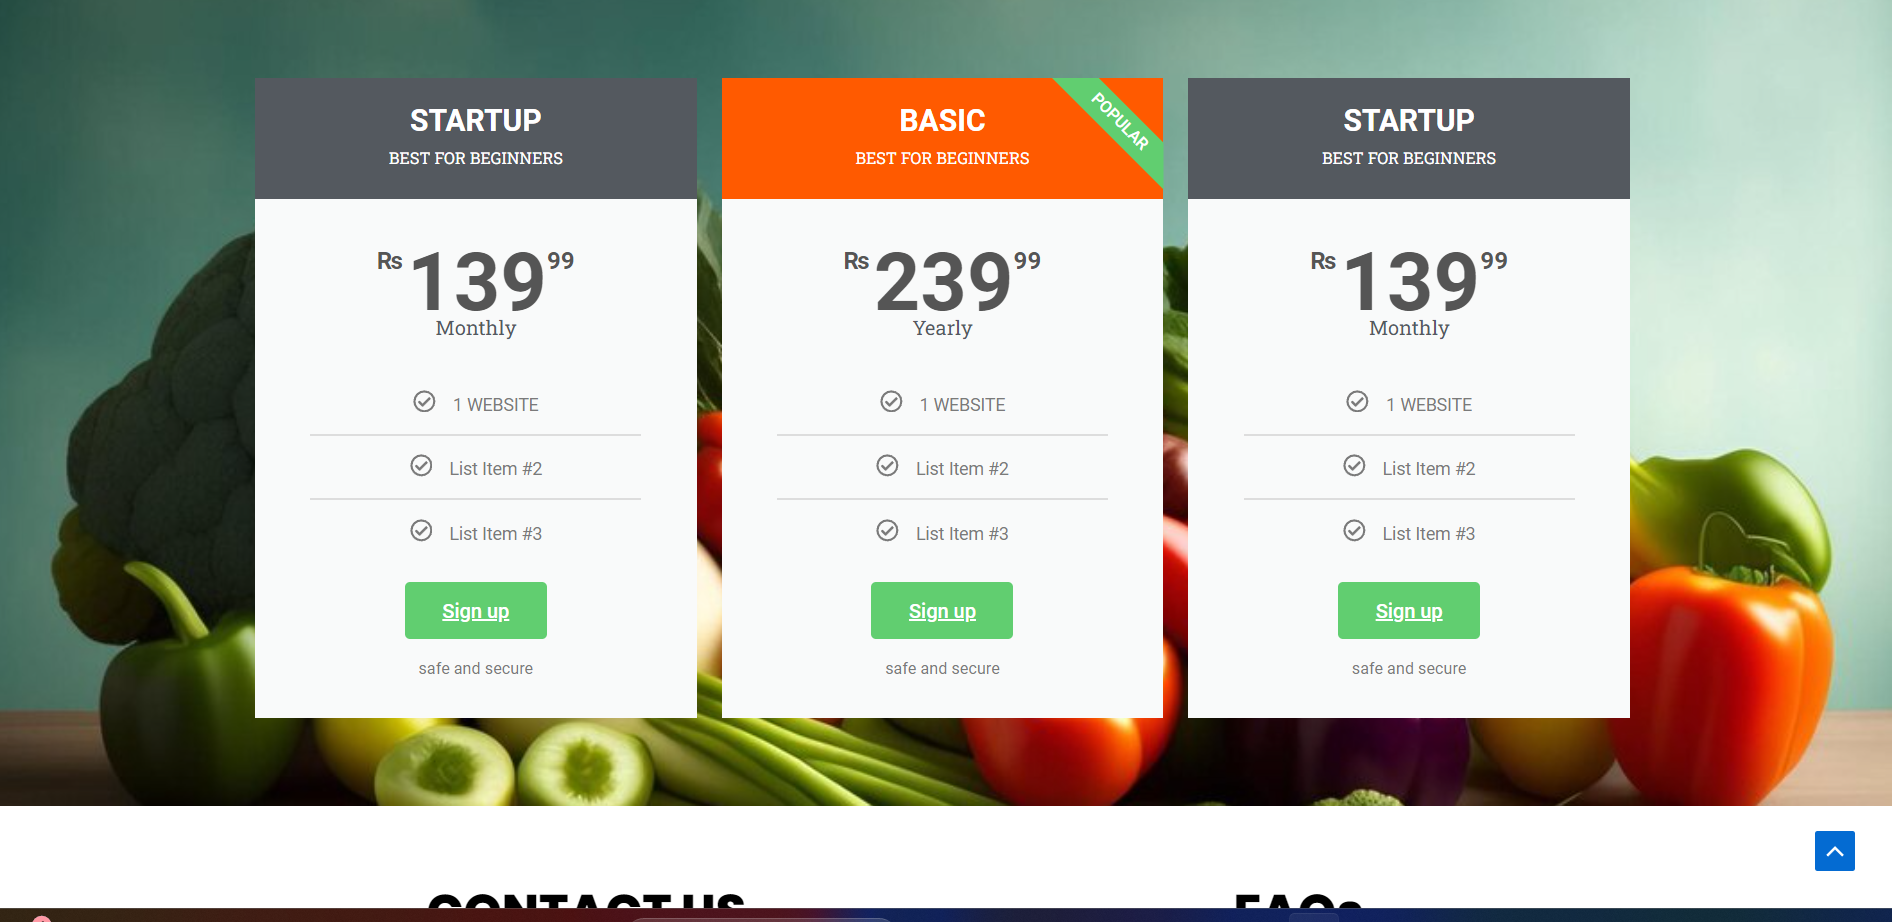 STARTUP
BEST FOR BEGINNERS
Rs 139 99
Monthly
1 WEBSITE
List Item #2
List Item #3
Sign up
safe and secure
BASIC
BEST FOR BEGINNERS
POPULAR
Rs 239 99
Yearly
1 WEBSITE
List Item #2
List Item #3
Sign up
safe and secure
STARTUP
BEST FOR BEGINNERS
Rs 139 99
Monthly
1 WEBSITE
List Item #2
List Item #3
Sign up
safe and secure
CONTACT US
FAQs